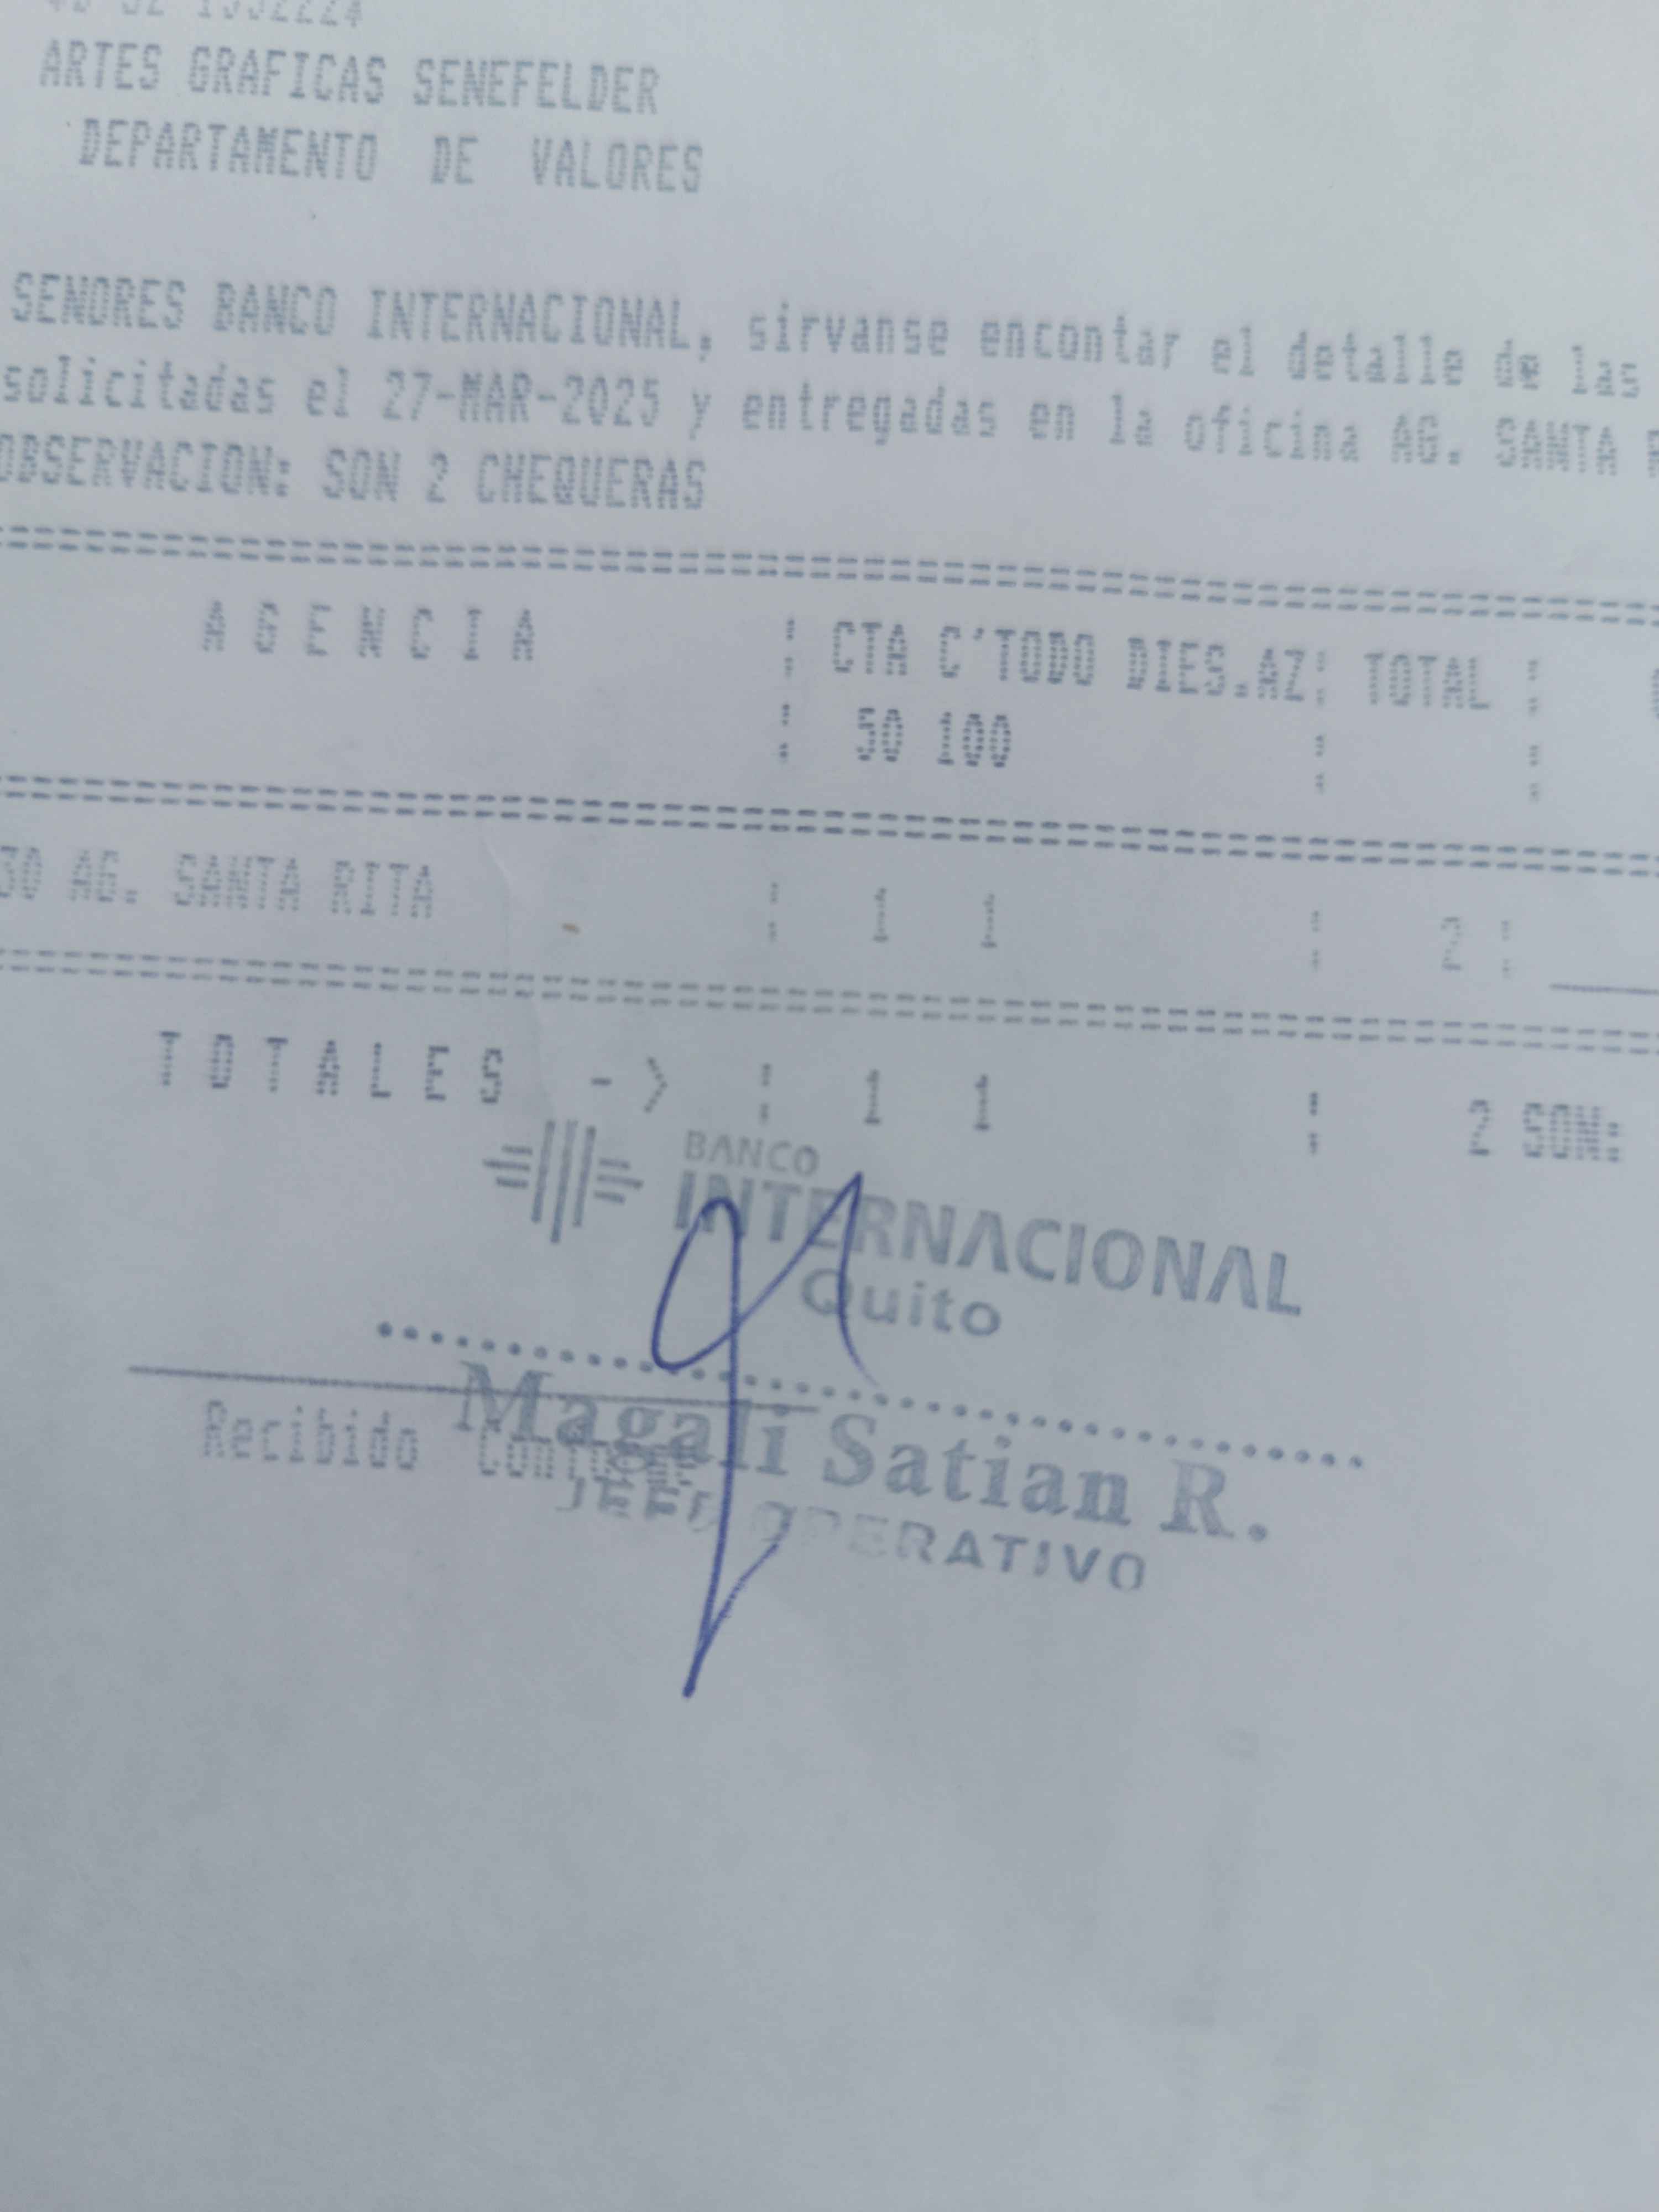 ARTES GRAFICAS SENEFELDER
DEPARTAMENTO DE VALORES
SENORES BANCO INTERNACIONAL, sirvanse encontar el detalle de las
solicitadas el 27-MAR-2025 y entregadas en la oficina AG. SANTA
OBSERVACION: SON 2 CHEQUERAS
A G E N C I A : CTA C'TODO DIES.AZ: TOTAL :
: 50 100 : :
30 AG. SANTA RITA : 1 1 : 2 :
T O T A L E S -> : 1 1 : 2 SON:
BANCO
INTERNACIONAL
Quito
Magali Satian R.
Recibido Conforme
JEFE OPERATIVO